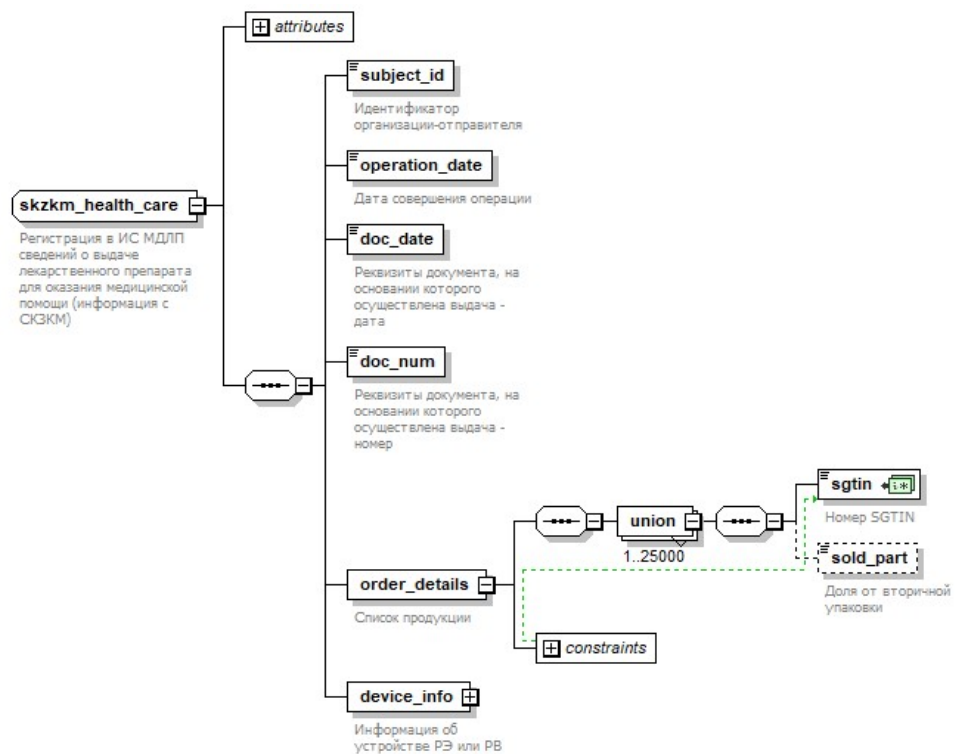 attributes
subject_id
Идентификатор
организации-отправителя
operation_date
Дата совершения операции
skzkm_health_care
Регистрация в ИС МДЛП
сведений о выдаче
лекарственного препарата
для оказания медицинской
помощи (информация с
СКЗКМ)
doc_date
Реквизиты документа, на
основании которого
осуществлена выдача -
дата
doc_num
Реквизиты документа, на
основании которого
осуществлена выдача -
номер
sgtin
Номер SGTIN
union
1..25000
sold_part
Доля от вторичной
упаковки
order_details
Список продукции
constraints
device_info
Информация об
устройстве РЭ или РВ